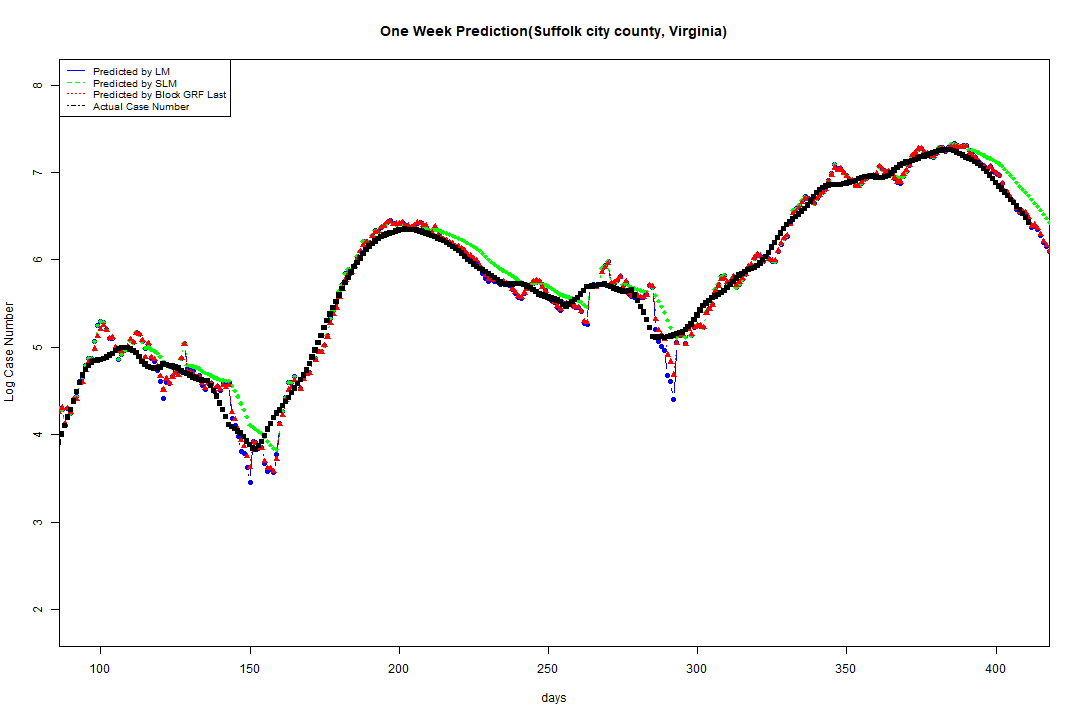 One Week Prediction(Suffolk city county, Virginia)
Predicted by LM
Predicted by SLM
Predicted by Block GRF Last
Actual Case Number
8
7
6
5
4
3
2
Log Case Number
100 150 200 250 300 350 400
days